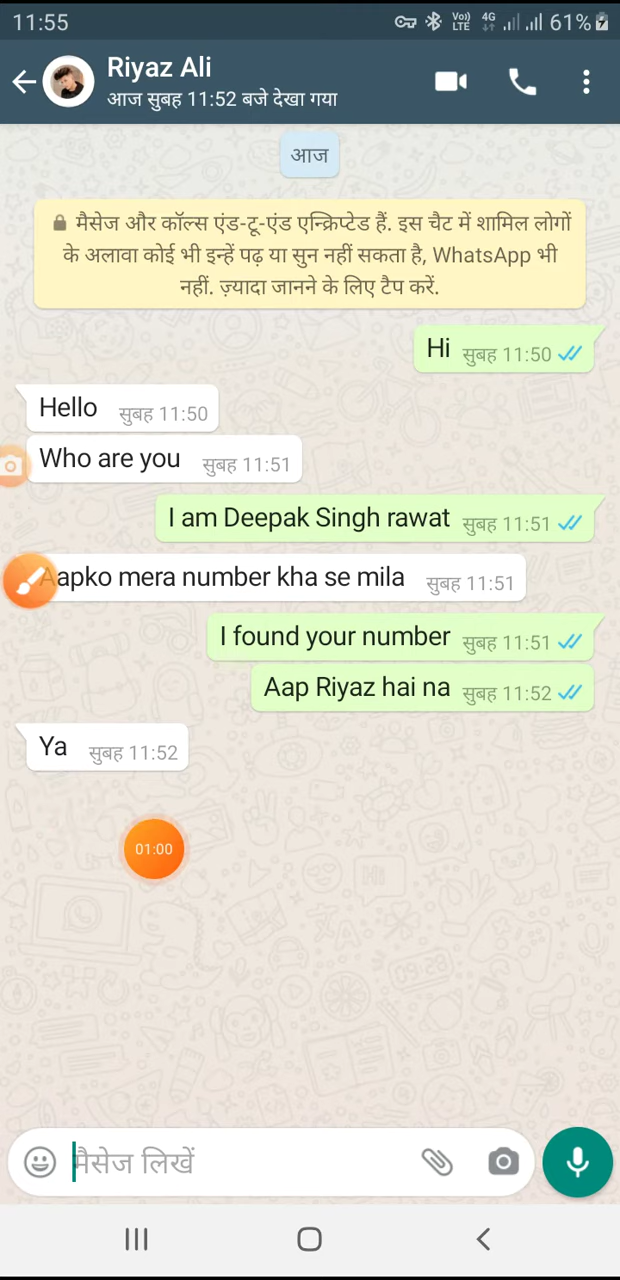 11:55 Vo)) LTE 4G 61%
Riyaz Ali
आज सुबह 11:52 बजे देखा गया
आज
मैसेज और कॉल्स एंड-टू-एंड एन्क्रिप्टेड हैं. इस चैट में शामिल लोगों
के अलावा कोई भी इन्हें पढ़ या सुन नहीं सकता है, WhatsApp भी
नहीं. ज़्यादा जानने के लिए टैप करें.
Hi सुबह 11:50
Hello सुबह 11:50
Who are you सुबह 11:51
I am Deepak Singh rawat सुबह 11:51
Aapko mera number kha se mila सुबह 11:51
I found your number सुबह 11:51
Aap Riyaz hai na सुबह 11:52
Ya सुबह 11:52
01:00
मैसेज लिखें